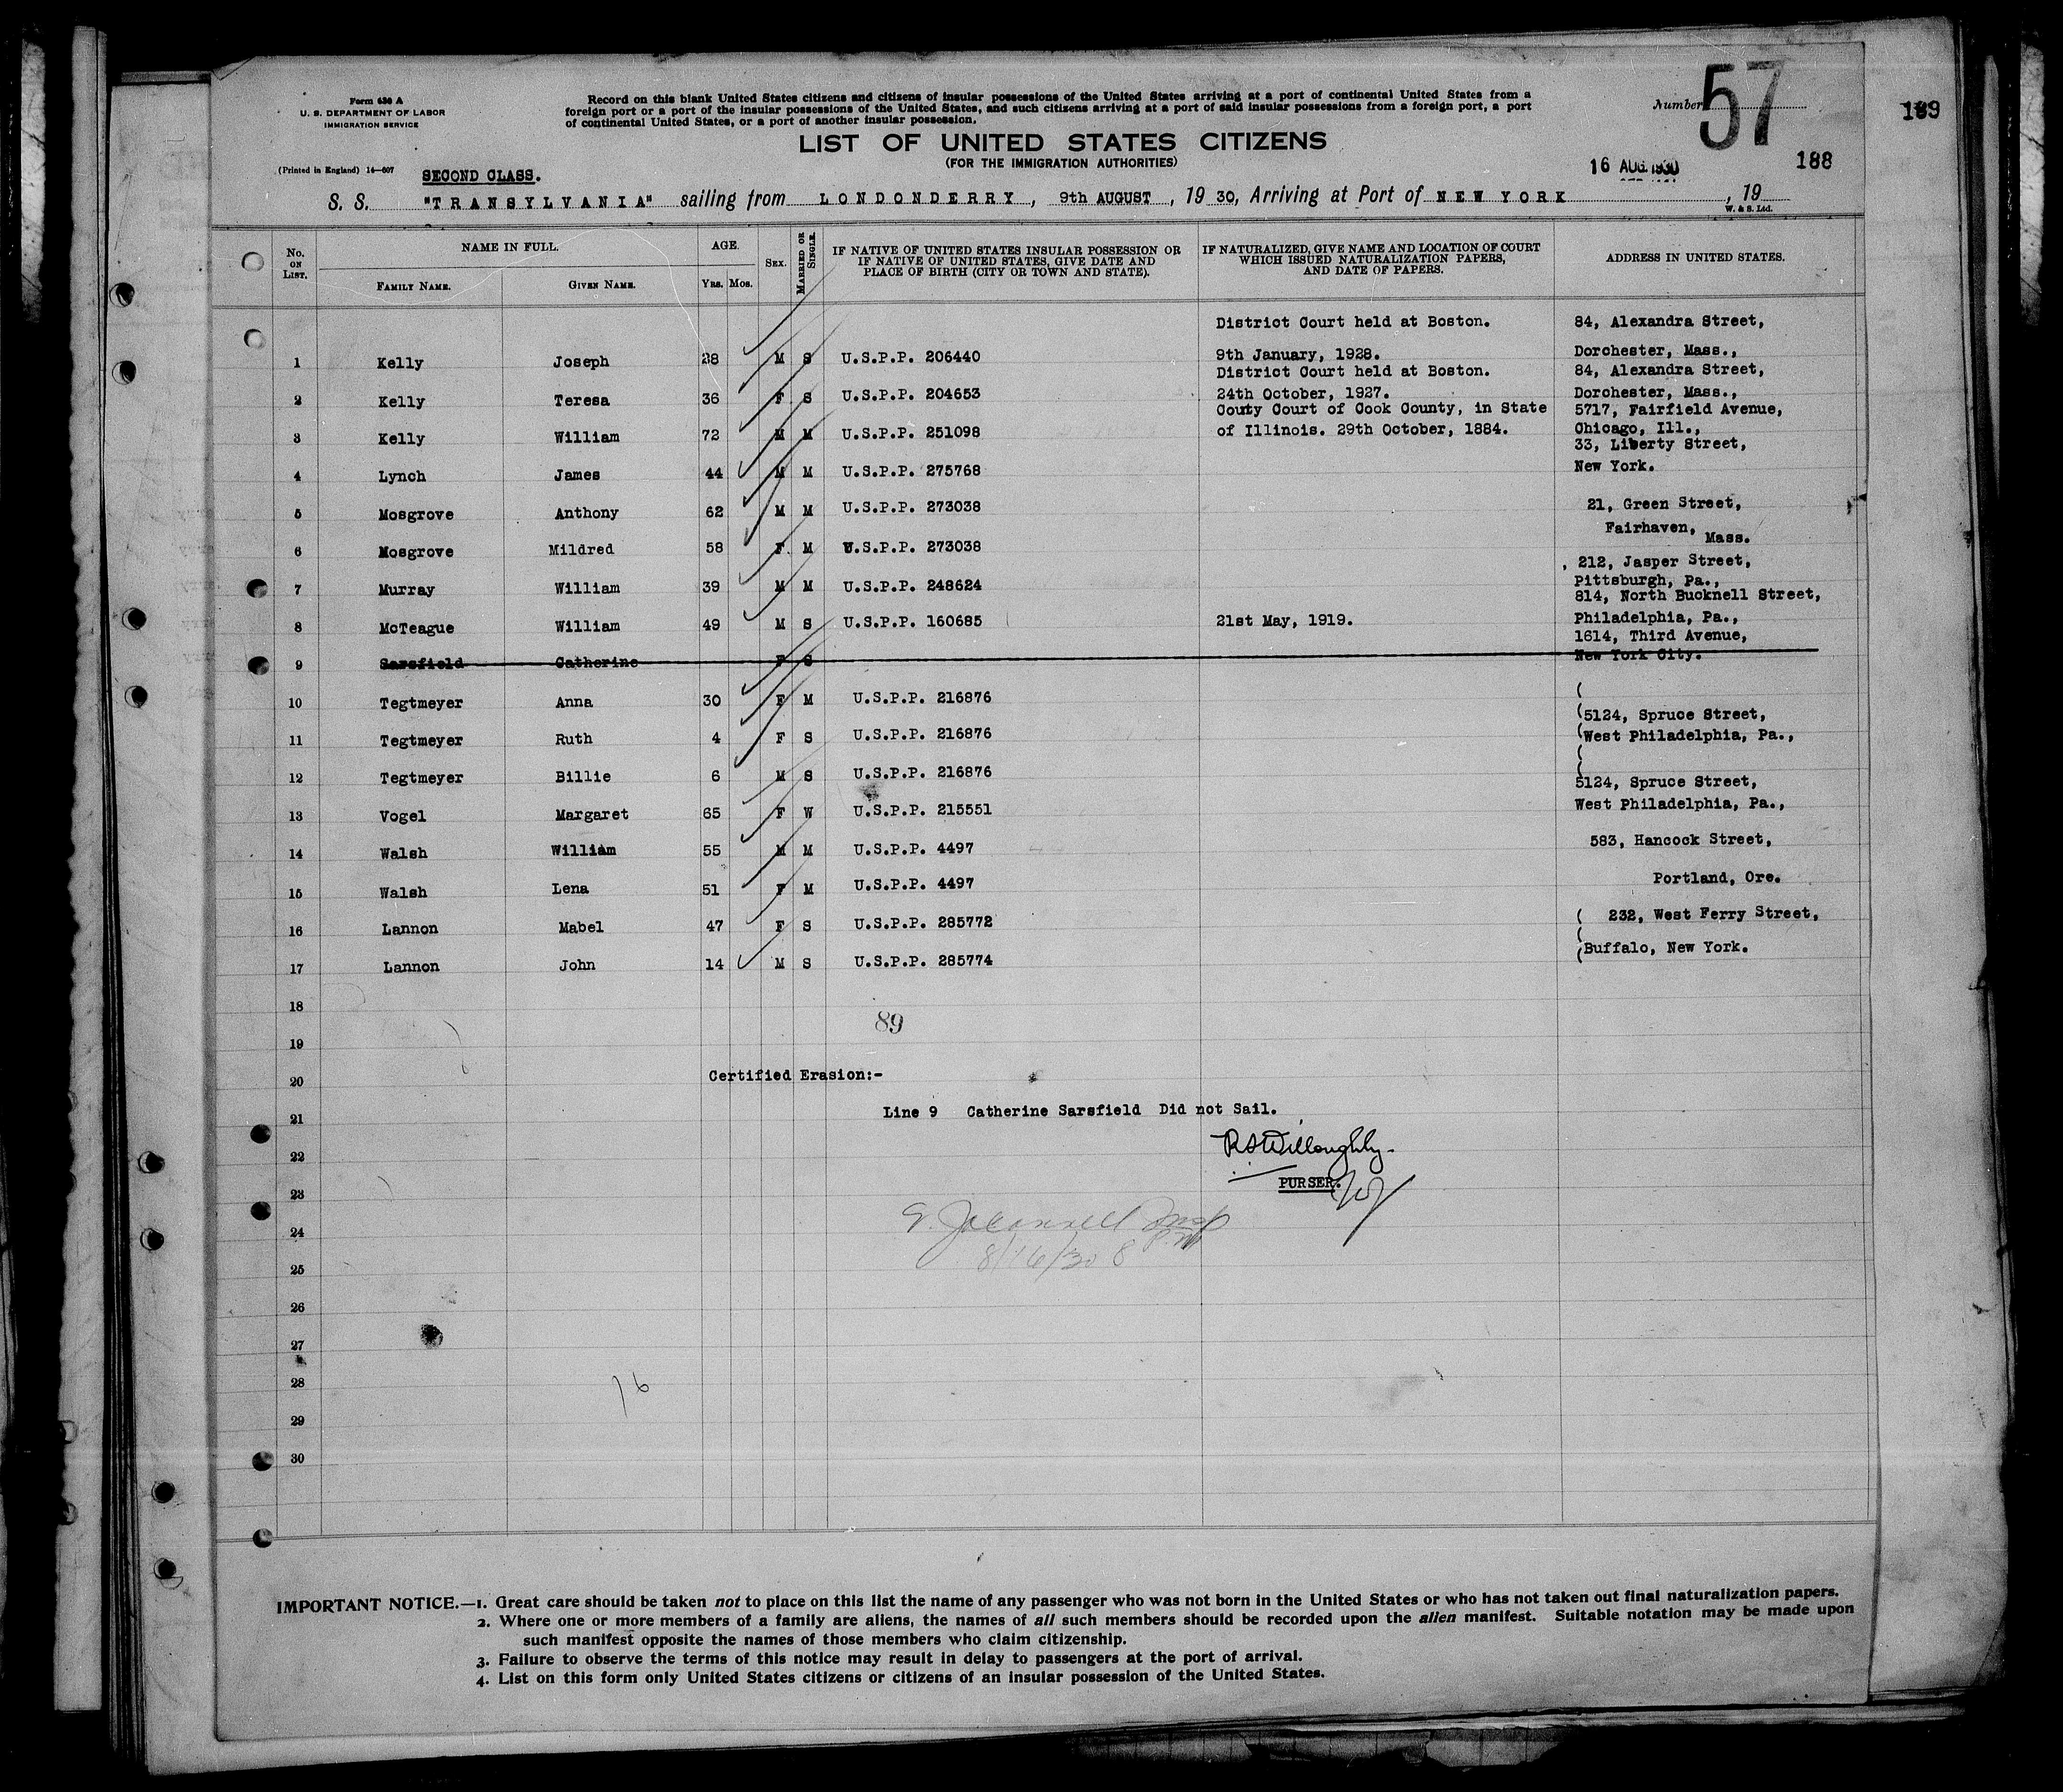 Form 630 A
U. S. DEPARTMENT OF LABOR
IMMIGRATION SERVICE
Record on this blank United States citizens and citizens of insular possessions of the United States arriving at a port of continental United States from a
foreign port or a port of the insular possessions of the United States, and such citizens arriving at a port of said insular possessions from a foreign port, a port
of continental United States, or a port of another insular possession.
Number 57
189
LIST OF UNITED STATES CITIZENS
(FOR THE IMMIGRATION AUTHORITIES)
16 AUG. 1930
188
(Printed in England) 14—607
SECOND CLASS.
S. S. "TRANSYLVANIA" sailing from LONDONDERRY, 9th AUGUST, 19 30, Arriving at Port of NEW YORK , 19
W. & S. Ltd.
No. ON LIST. NAME IN FULL. AGE. SEX. MARRIED OR SINGLE. IF NATIVE OF UNITED STATES INSULAR POSSESSION OR IF NATIVE OF UNITED STATES, GIVE DATE AND PLACE OF BIRTH (CITY OR TOWN AND STATE). IF NATURALIZED, GIVE NAME AND LOCATION OF COURT WHICH ISSUED NATURALIZATION PAPERS, AND DATE OF PAPERS. ADDRESS IN UNITED STATES.
FAMILY NAME. GIVEN NAME. YRS. MOS.
District Court held at Boston. 84, Alexandra Street,
1 Kelly Joseph 28 M S U.S.P.P. 206440 9th January, 1928. Dorchester, Mass.,
District Court held at Boston. 84, Alexandra Street,
2 Kelly Teresa 36 F S U.S.P.P. 204653 24th October, 1927. Dorchester, Mass.,
Couty Court of Cook County, in State 5717, Fairfield Avenue,
3 Kelly William 72 M M U.S.P.P. 251098 of Illinois. 29th October, 1884. Chicago, Ill.,
33, Liberty Street,
4 Lynch James 44 M M U.S.P.P. 275768 New York.
5 Mosgrove Anthony 62 M M U.S.P.P. 273038 21, Green Street,
Fairhaven,
6 Mosgrove Mildred 58 F. M U.S.P.P. 273038 Mass.
, 212, Jasper Street,
7 Murray William 39 M M U.S.P.P. 248624 Pittsburgh, Pa.,
814, North Bucknell Street,
8 McTeague William 49 M S U.S.P.P. 160685 21st May, 1919. Philadelphia, Pa.,
1614, Third Avenue,
9 Sarsfield Catherine F S New York City.
10 Tegtmeyer Anna 30 F M U.S.P.P. 216876 (
(5124, Spruce Street,
11 Tegtmeyer Ruth 4 F S U.S.P.P. 216876 (West Philadelphia, Pa.,
(
12 Tegtmeyer Billie 6 M S U.S.P.P. 216876 (
5124, Spruce Street,
13 Vogel Margaret 65 F W U.S.P.P. 215551 West Philadelphia, Pa.,
14 Walsh William 55 M M U.S.P.P. 4497 583, Hancock Street,
15 Walsh Lena 51 F M U.S.P.P. 4497 Portland, Ore.
16 Lannon Mabel 47 F S U.S.P.P. 285772 ( 232, West Ferry Street,
(
17 Lannon John 14 M S U.S.P.P. 285774 (Buffalo, New York.
18
89
19
20 Certified Erasion:-
21 Line 9 Catherine Sarsfield Did not Sail.
22 R.S. Willoughby.
23 PURSER.
24
8/16/30
25
26
27
28 16
29
30
IMPORTANT NOTICE.—1. Great care should be taken not to place on this list the name of any passenger who was not born in the United States or who has not taken out final naturalization papers.
2. Where one or more members of a family are aliens, the names of all such members should be recorded upon the alien manifest. Suitable notation may be made upon
such manifest opposite the names of those members who claim citizenship.
3. Failure to observe the terms of this notice may result in delay to passengers at the port of arrival.
4. List on this form only United States citizens or citizens of an insular possession of the United States.